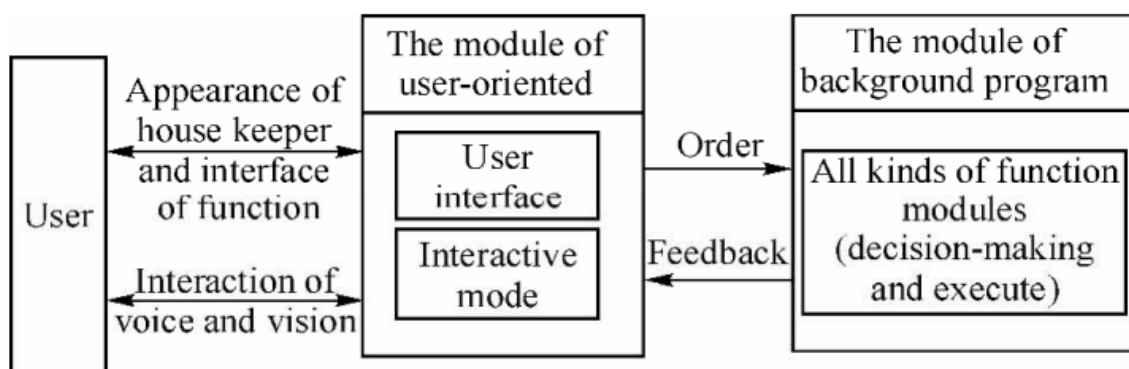 User
Appearance of
house keeper
and interface
of function
Interaction of
voice and vision
The module of
user-oriented
User
interface
Interactive
mode
Order
Feedback
The module of
background program
All kinds of function
modules
(decision-making
and execute)